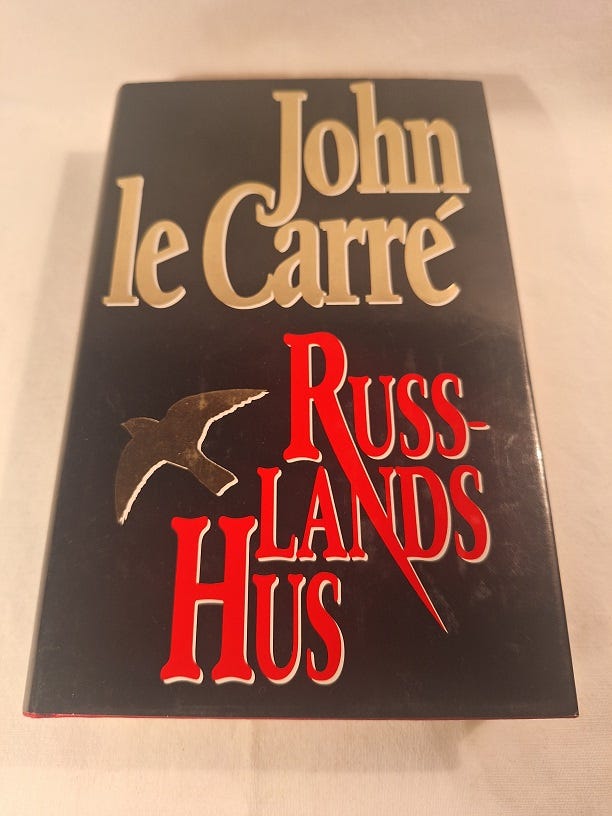 John
le Carré
RUSS-
LANDS
HUS